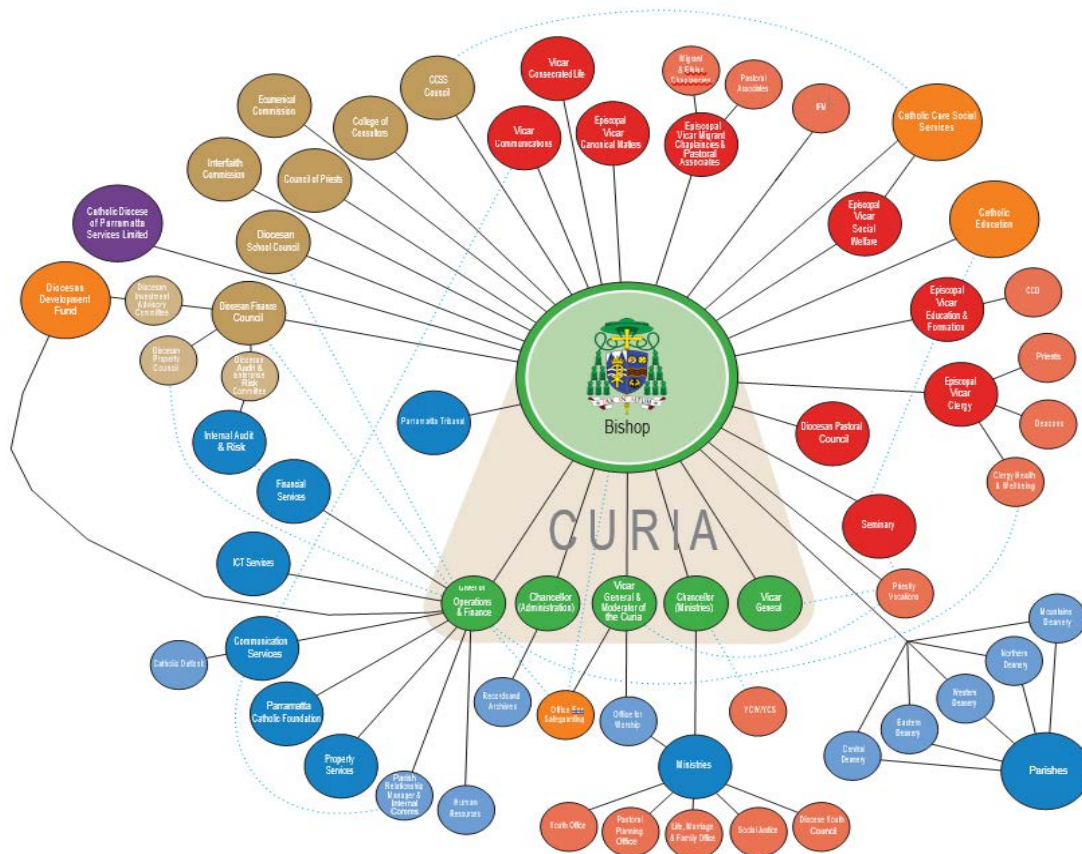 CCSS
Council
Vicar
Consecrated Life
Migrant
& Ethnic
Chaplaincies
Pastoral
Associates
IFM
Ecumenical
Commission
College of
Consultors
Vicar
Communications
Episcopal
Vicar
Canonical Matters
Episcopal
Vicar Migrant
Chaplaincies &
Pastoral
Associates
Catholic Care Social
Services
Interfaith
Commission
Council of Priests
Catholic Diocese
of Parramatta
Services Limited
Diocesan
School Council
Episcopal
Vicar
Social
Welfare
Catholic
Education
Diocesan
Development
Fund
Diocesan
Investment
Advisory
Committee
Diocesan Finance
Council
Episcopal
Vicar
Education &
Formation
CCD
Diocesan
Property
Council
Diocesan
Audit &
Enterprise
Risk
Committee
Episcopal
Vicar
Clergy
Priests
Deacons
Clergy Health
& Wellbeing
Bishop
Parramatta Tribunal
Diocesan Pastoral
Council
Internal Audit
& Risk
Financial
Services
Seminary
CURIA
ICT Services
Operations
& Finance
Chancellor
(Administration)
Vicar
General &
Moderator of
the Curia
Chancellor
(Ministries)
Vicar
General
Priestly
Vocations
Mountains
Deanery
Northern
Deanery
Western
Deanery
Eastern
Deanery
Central
Deanery
Parishes
Communication
Services
Catholic Outlook
Parramatta
Catholic Foundation
Property
Services
Parish
Relationship
Manager &
Internal
Comms
Human
Resources
Records and
Archives
Office For
Safeguarding
Office for
Worship
YCW/YCS
Ministries
Youth Office
Pastoral
Planning
Office
Life, Marriage
& Family Office
Social Justice
Diocese Youth
Council